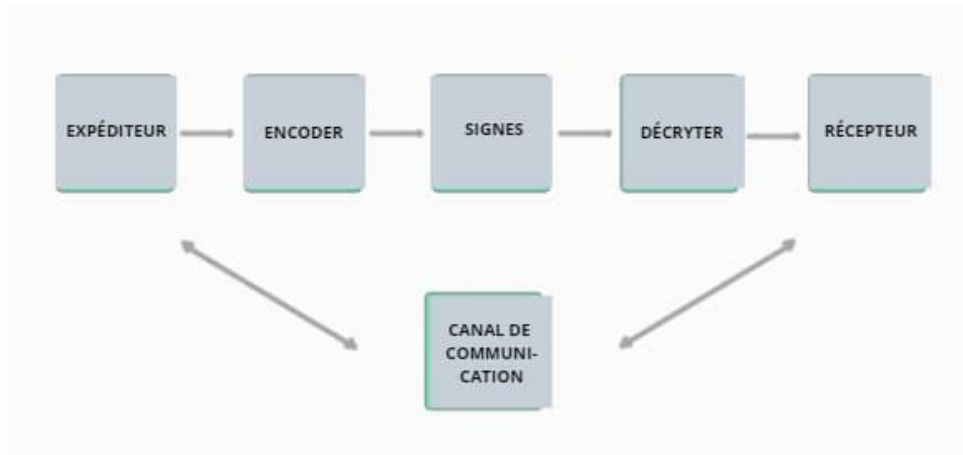 EXPÉDITEUR
ENCODER
SIGNES
DÉCRYTER
RÉCEPTEUR
CANAL DE
COMMUNI-
CATION